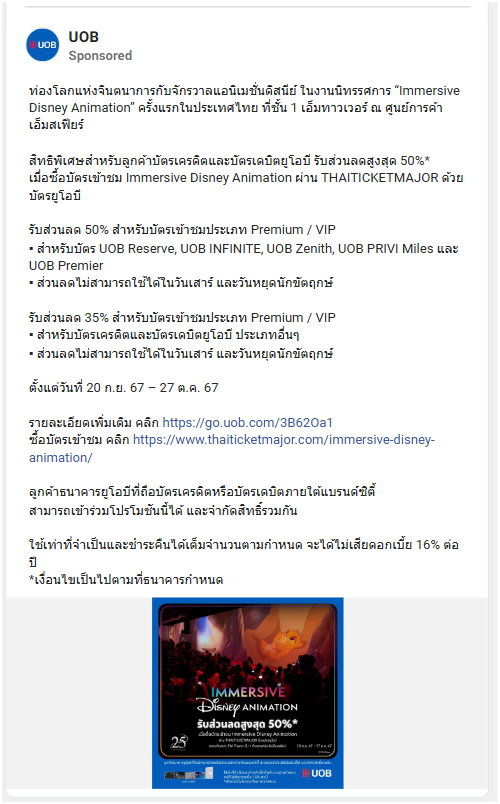 UOB
UOB
Sponsored
ท่องโลกแห่งจินตนาการกับจักรวาลแอนิเมชั่นดิสนีย์ ในงานนิทรรศการ “Immersive
Disney Animation” ครั้งแรกในประเทศไทย ที่ชั้น 1 เอ็มทาวเวอร์ ณ ศูนย์การค้า
เอ็มสเฟียร์
สิทธิพิเศษสำหรับลูกค้าบัตรเครดิตและบัตรเดบิตยูโอบี รับส่วนลดสูงสุด 50%*
เมื่อซื้อบัตรเข้าชม Immersive Disney Animation ผ่าน THAITICKETMAJOR ด้วย
บัตรยูโอบี
รับส่วนลด 50% สำหรับบัตรเข้าชมประเภท Premium / VIP
▪ สำหรับบัตร UOB Reserve, UOB INFINITE, UOB Zenith, UOB PRIVI Miles และ
UOB Premier
▪ ส่วนลดไม่สามารถใช้ได้ในวันเสาร์ และวันหยุดนักขัตฤกษ์
รับส่วนลด 35% สำหรับบัตรเข้าชมประเภท Premium / VIP
▪ สำหรับบัตรเครดิตและบัตรเดบิตยูโอบี ประเภทอื่นๆ
▪ ส่วนลดไม่สามารถใช้ได้ในวันเสาร์ และวันหยุดนักขัตฤกษ์
ตั้งแต่วันที่ 20 ก.ย. 67 – 27 ต.ค. 67
รายละเอียดเพิ่มเติม คลิก https://go.uob.com/3B62Oa1
ซื้อบัตรเข้าชม คลิก https://www.thaiticketmajor.com/immersive-disney-
animation/
ลูกค้าธนาคารยูโอบีที่ถือบัตรเครดิตหรือบัตรเดบิตภายใต้แบรนด์ซิตี้
สามารถเข้าร่วมโปรโมชันนี้ได้ และจำกัดสิทธิ์รวมกัน
ใช้เท่าที่จำเป็นและชำระคืนได้เต็มจำนวนตามกำหนด จะได้ไม่เสียดอกเบี้ย 16% ต่อ
ปี
*เงื่อนไขเป็นไปตามที่ธนาคารกำหนด
IMMERSIVE
Disney ANIMATION
รับส่วนลดสูงสุด 50%*
เมื่อซื้อบัตรเข้าชม Immersive Disney Animation
25
UOB